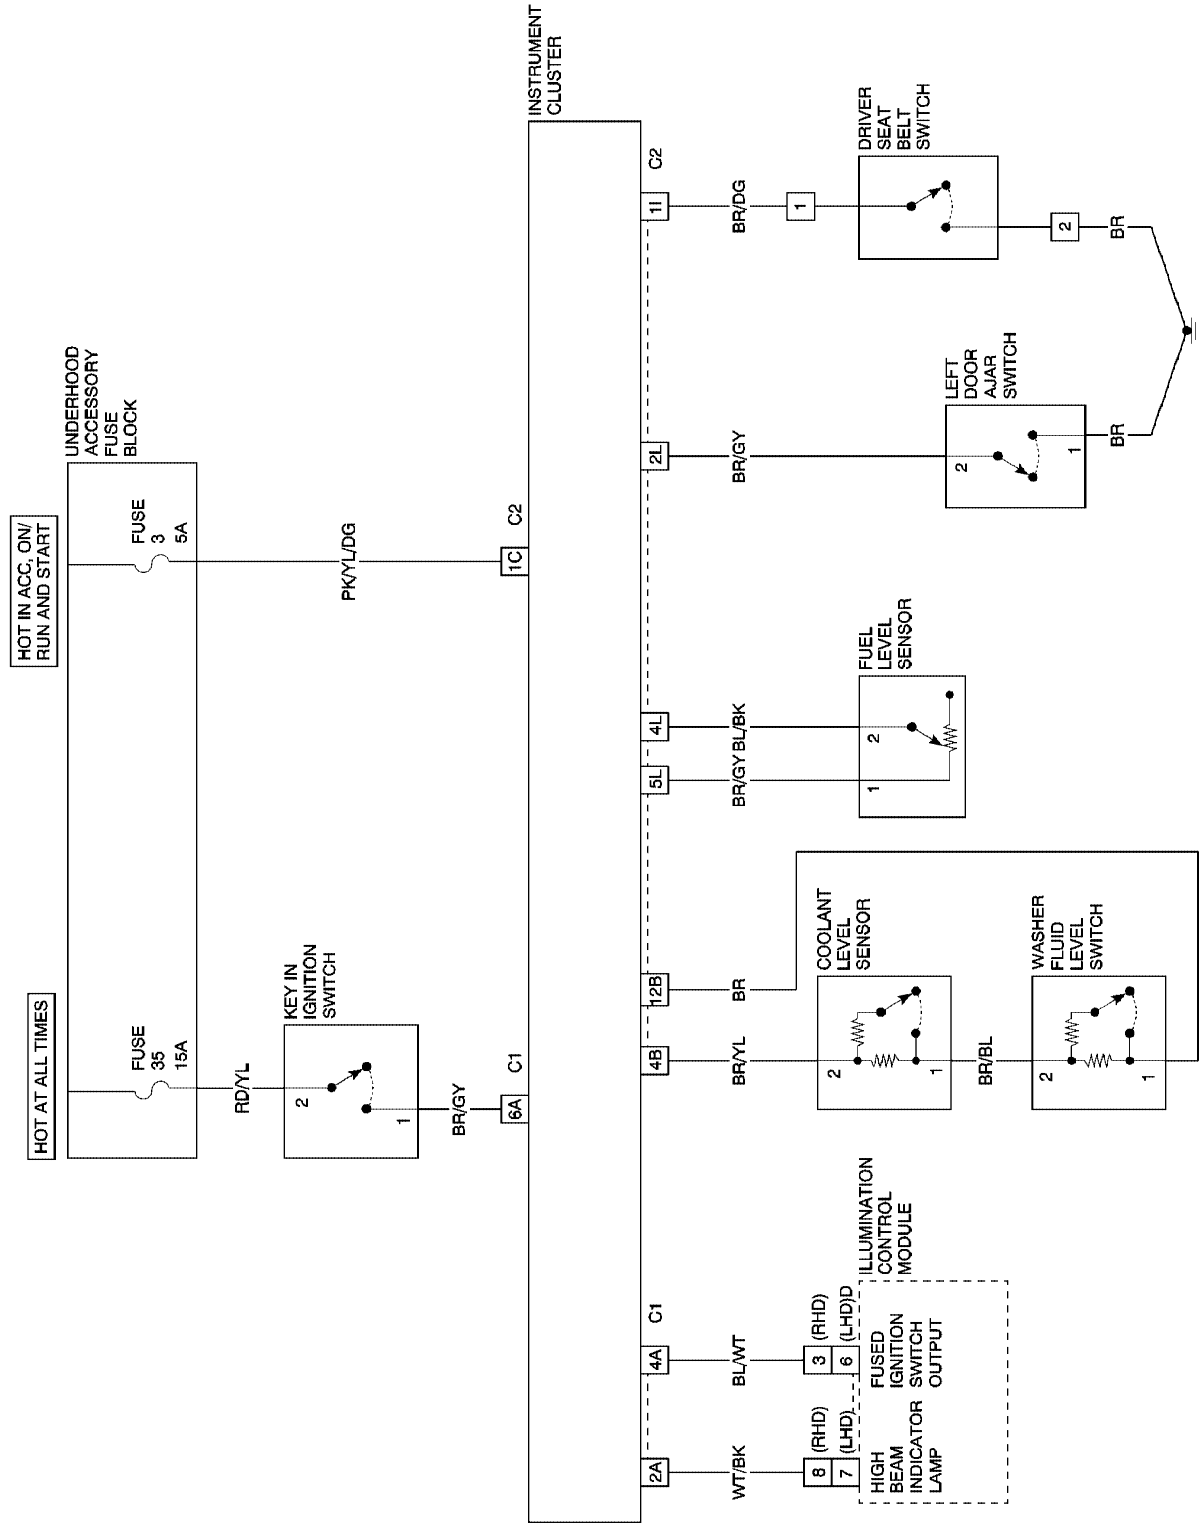 HOT AT ALL TIMES
HOT IN ACC, ON/
RUN AND START
UNDERHOOD
ACCESSORY
FUSE
BLOCK
FUSE
35
15A
FUSE
3
5A
RD/YL
KEY IN
IGNITION
SWITCH
2
1
BR/GY
PK/YL/DG
6A
C1
1C
C2
INSTRUMENT
CLUSTER
2A
4A
C1
4B
12B
5L
4L
2L
1I
C2
WT/BK
BL/WT
BR/YL
BR
BR/GY
BL/BK
BR/GY
BR/DG
8
(RHD)
7
(LHD)
3
(RHD)
6
(LHD)D
ILLUMINATION
CONTROL
MODULE
HIGH
BEAM
INDICATOR
LAMP
FUSED
IGNITION
SWITCH
OUTPUT
COOLANT
LEVEL
SENSOR
2
1
BR/BL
WASHER
FLUID
LEVEL
SWITCH
2
1
FUEL
LEVEL
SENSOR
1
2
LEFT
DOOR
AJAR
SWITCH
2
1
BR
1
DRIVER
SEAT
BELT
SWITCH
2
BR